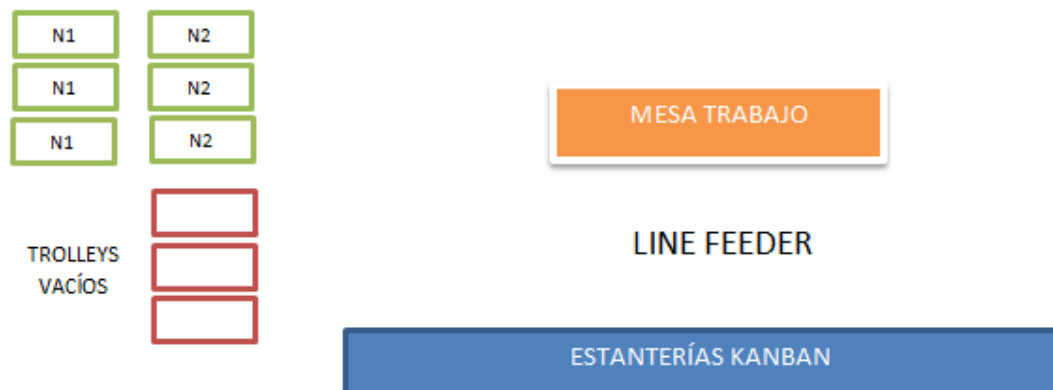 N1 N2
N1 N2
N1 N2
MESA TRABAJO
TROLLEYS
VACÍOS
LINE FEEDER
ESTANTERÍAS KANBAN